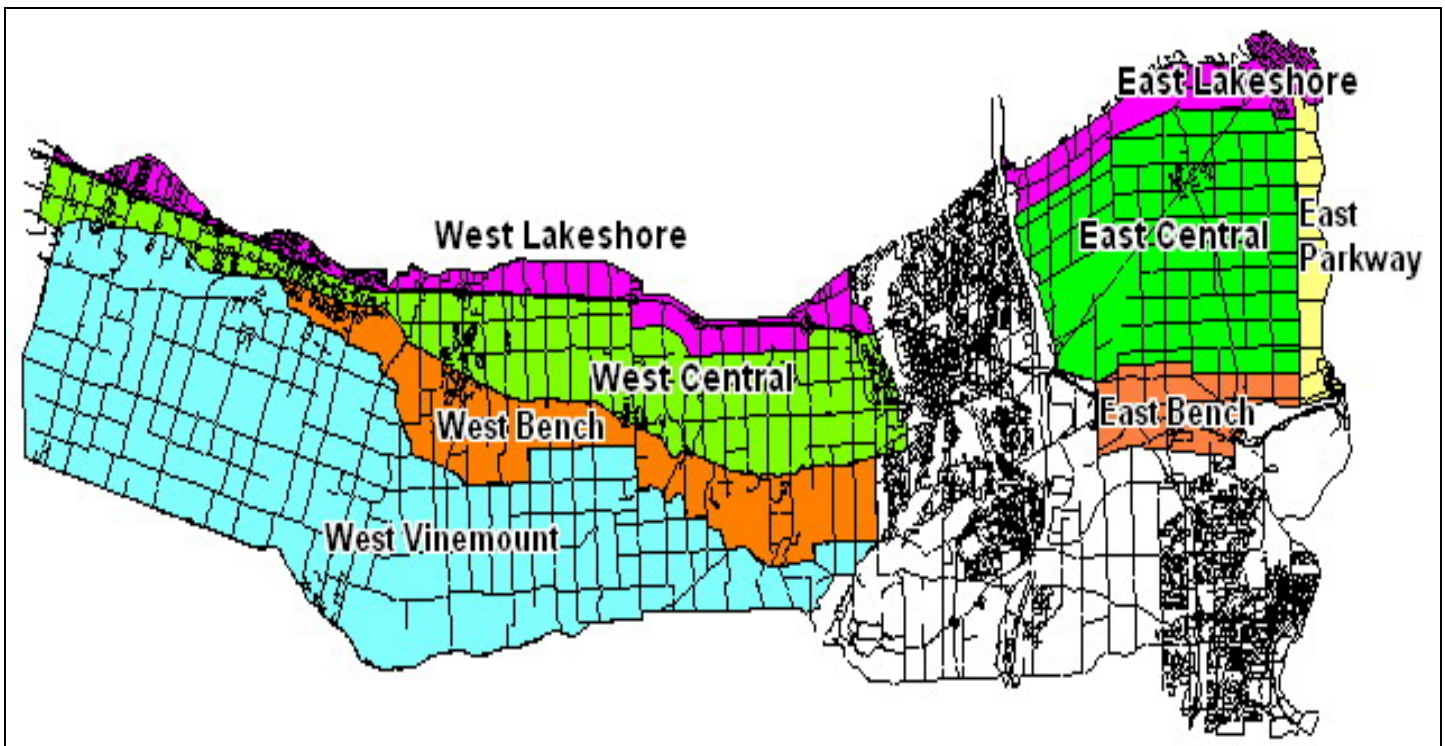 East Lakeshore
West Lakeshore
East Central
East
Parkway
West Central
West Bench
East Bench
West Vinemount